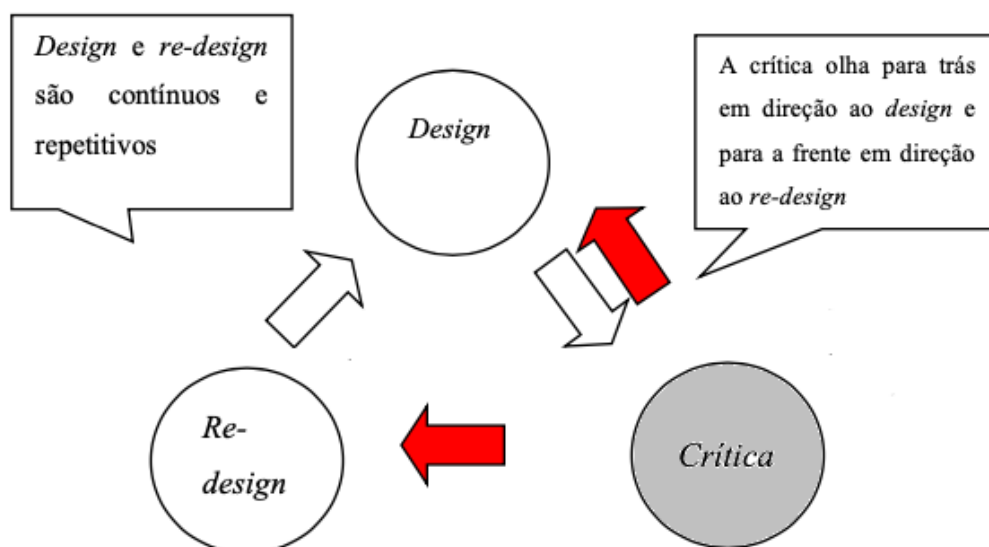 Design e re-design
são contínuos e
repetitivos
Design
A crítica olha para trás
em direção ao design e
para a frente em direção
ao re-design
Re-
design
Crítica